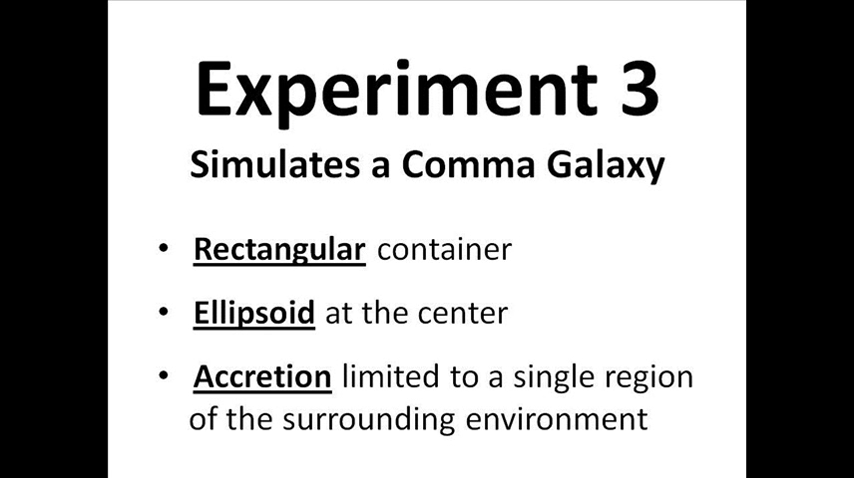 Experiment 3
Simulates a Comma Galaxy
• Rectangular container
• Ellipsoid at the center
• Accretion limited to a single region
of the surrounding environment